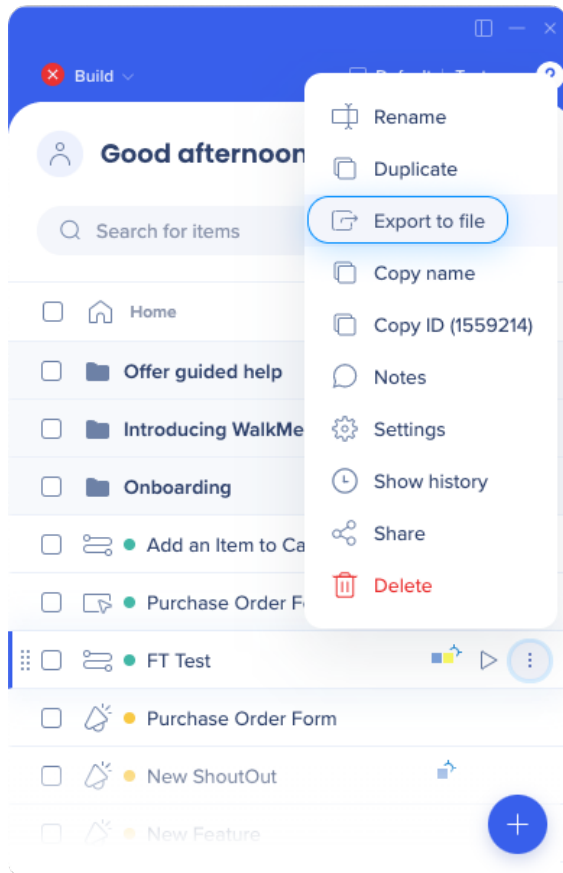 Build
Good afternoon
Search for items
Home
Offer guided help
Introducing WalkMe
Onboarding
Add an Item to Ca
Purchase Order F
FT Test
Purchase Order Form
New ShoutOut
New Feature
Rename
Duplicate
Export to file
Copy name
Copy ID (1559214)
Notes
Settings
Show history
Share
Delete